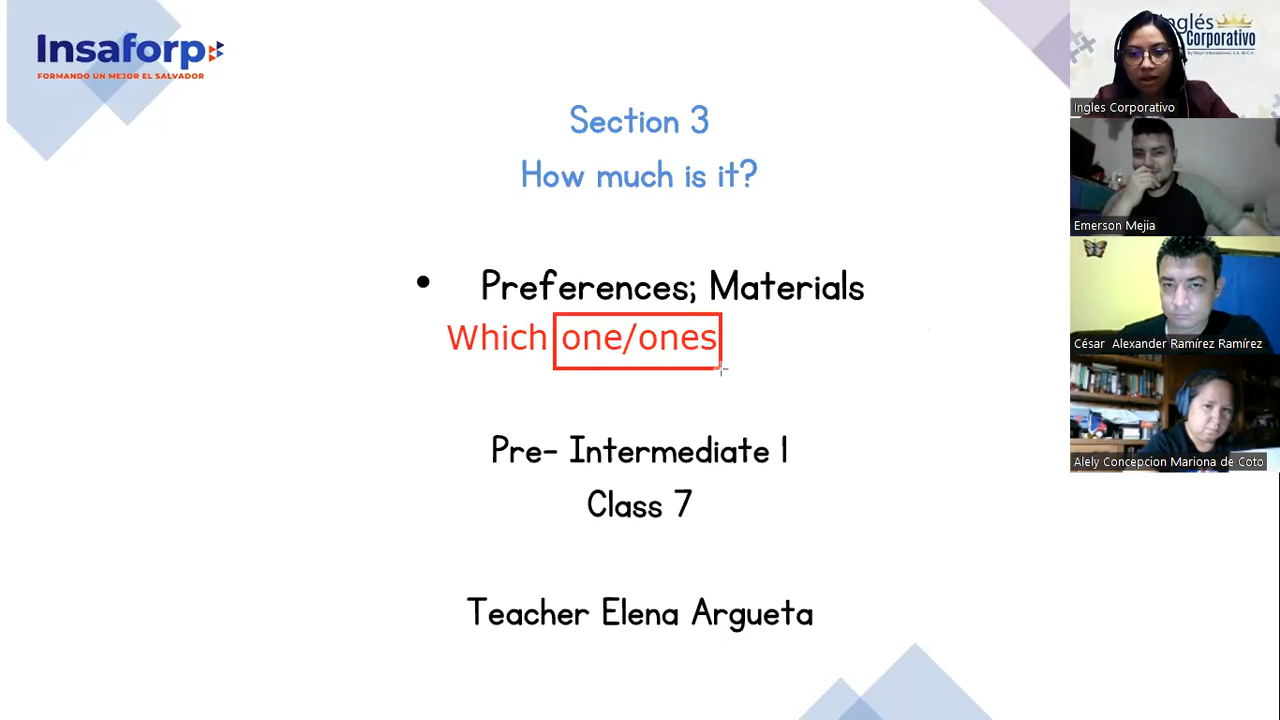 Insaforp
FORMANDO UN MEJOR EL SALVADOR
Section 3
How much is it?
• Preferences; Materials
Which one/ones
Pre- Intermediate 1
Class 7
Teacher Elena Argueta
Inglés
Corporativo
Ingles Corporativo
Emerson Mejia
César Alexander Ramírez Ramírez
Alely Concepcion Mariona de Coto